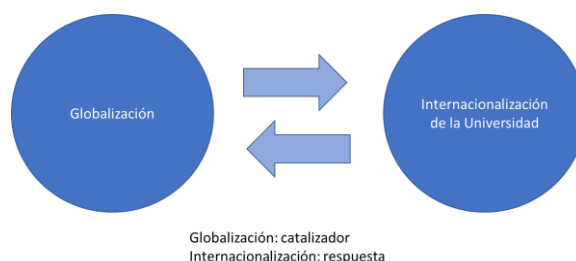 Globalización
Internacionalización
de la Universidad
Globalización: catalizador
Internacionalización: respuesta